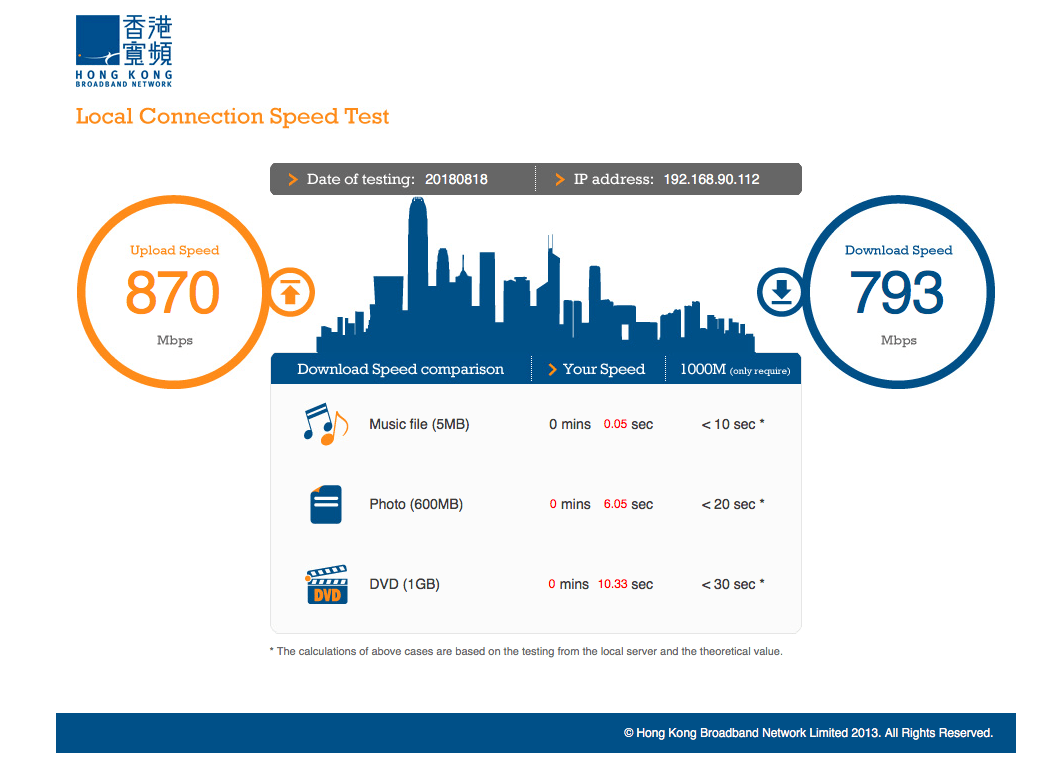 香港
寬頻
HONG KONG
BROADBAND NETWORK
Local Connection Speed Test
Date of testing: 20180818 IP address: 192.168.90.112
Upload Speed
870
Mbps
Download Speed
793
Mbps
Download Speed comparison Your Speed 1000M (only require)
Music file (5MB) 0 mins 0.05 sec < 10 sec *
Photo (600MB) 0 mins 6.05 sec < 20 sec *
DVD
DVD (1GB) 0 mins 10.33 sec < 30 sec *
* The calculations of above cases are based on the testing from the local server and the theoretical value.
© Hong Kong Broadband Network Limited 2013. All Rights Reserved.